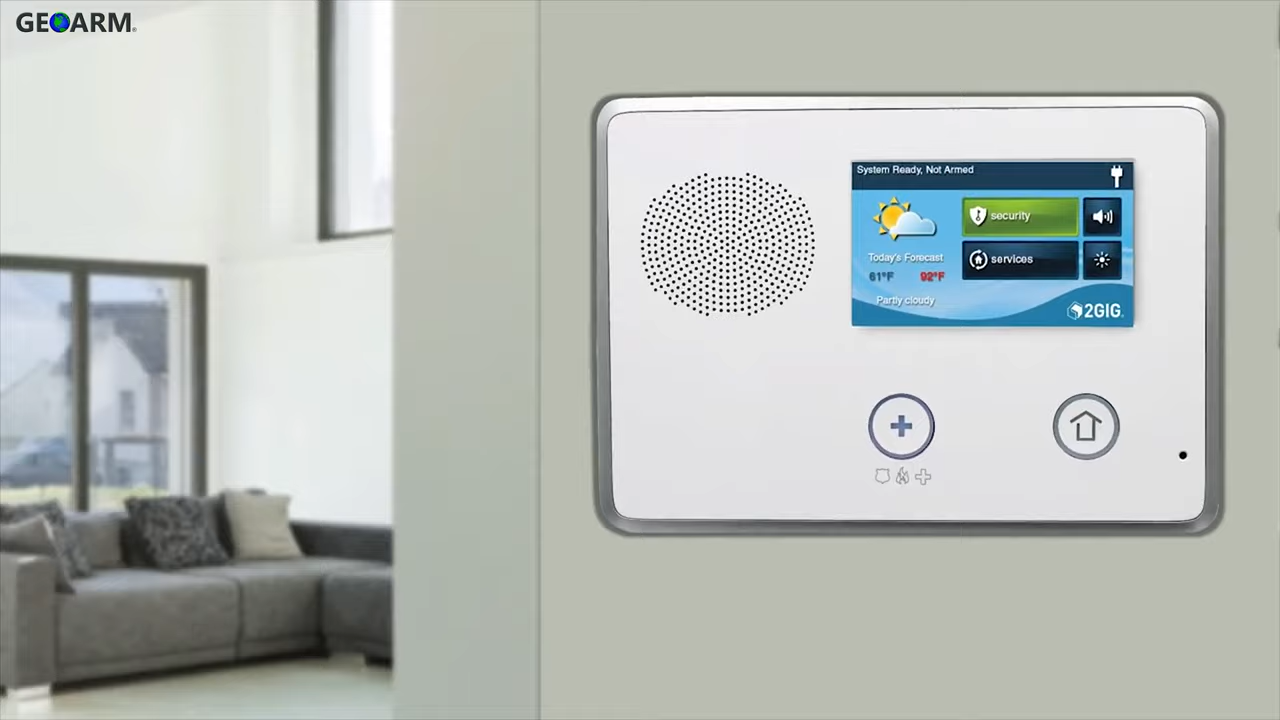 GEOARM®
System Ready, Not Armed
security
services
Today's Forecast
61°F 92°F
Partly cloudy
2GIG®